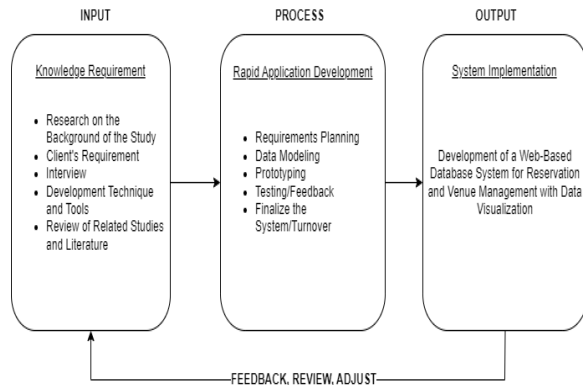 INPUT
PROCESS
OUTPUT
Knowledge Requirement
Research on the
Background of the Study
Client's Requirement
Interview
Development Technique
and Tools
Review of Related Studies
and Literature
Rapid Application Development
Requirements Planning
Data Modeling
Prototyping
Testing/Feedback
Finalize the
System/Turnover
System Implementation
Development of a Web-Based
Database System for Reservation
and Venue Management with Data
Visualization
FEEDBACK, REVIEW, ADJUST